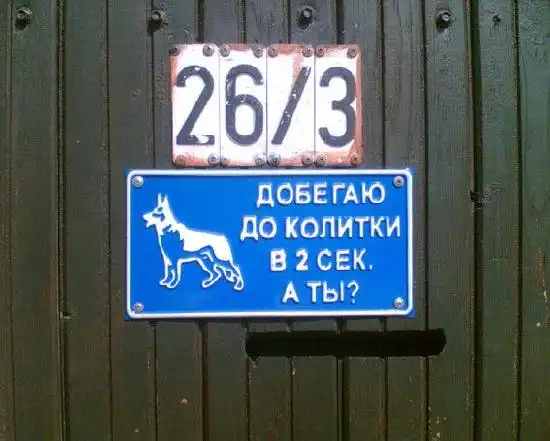 26/3
ДОБЕГАЮ
ДО КОЛИТКИ
В 2 СЕК.
А ТЫ?